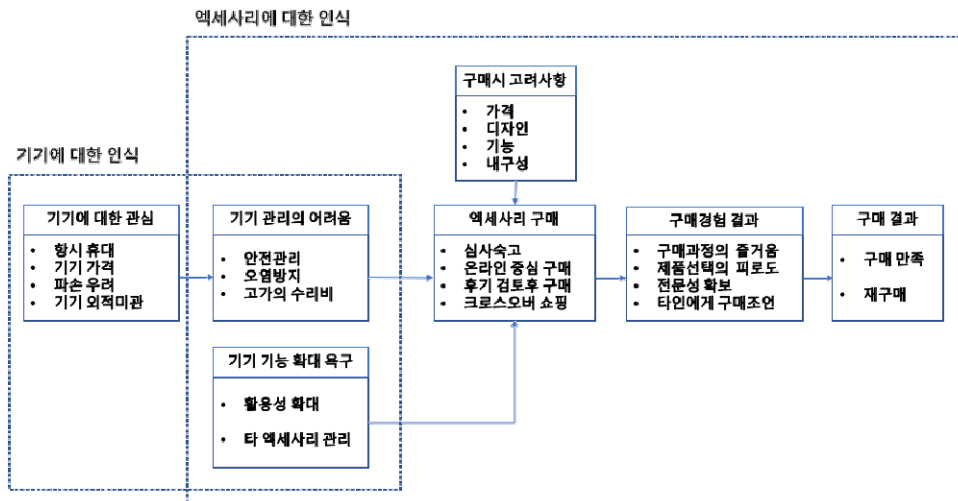 엑세사리에 대한 인식
구매시 고려사항
• 가격
• 디자인
• 기능
• 내구성
기기에 대한 인식
기기에 대한 관심
• 항시 휴대
• 기기 가격
• 파손 우려
• 기기 외적미관
기기 관리의 어려움
• 안전관리
• 오염방지
• 고가의 수리비
엑세사리 구매
• 심사숙고
• 온라인 중심 구매
• 후기 검토후 구매
• 크로스오버 쇼핑
구매경험 결과
• 구매과정의 즐거움
• 제품선택의 피로도
• 전문성 확보
• 타인에게 구매조언
구매 결과
• 구매 만족
• 재구매
기기 기능 확대 욕구
• 활용성 확대
• 타 엑세사리 관리